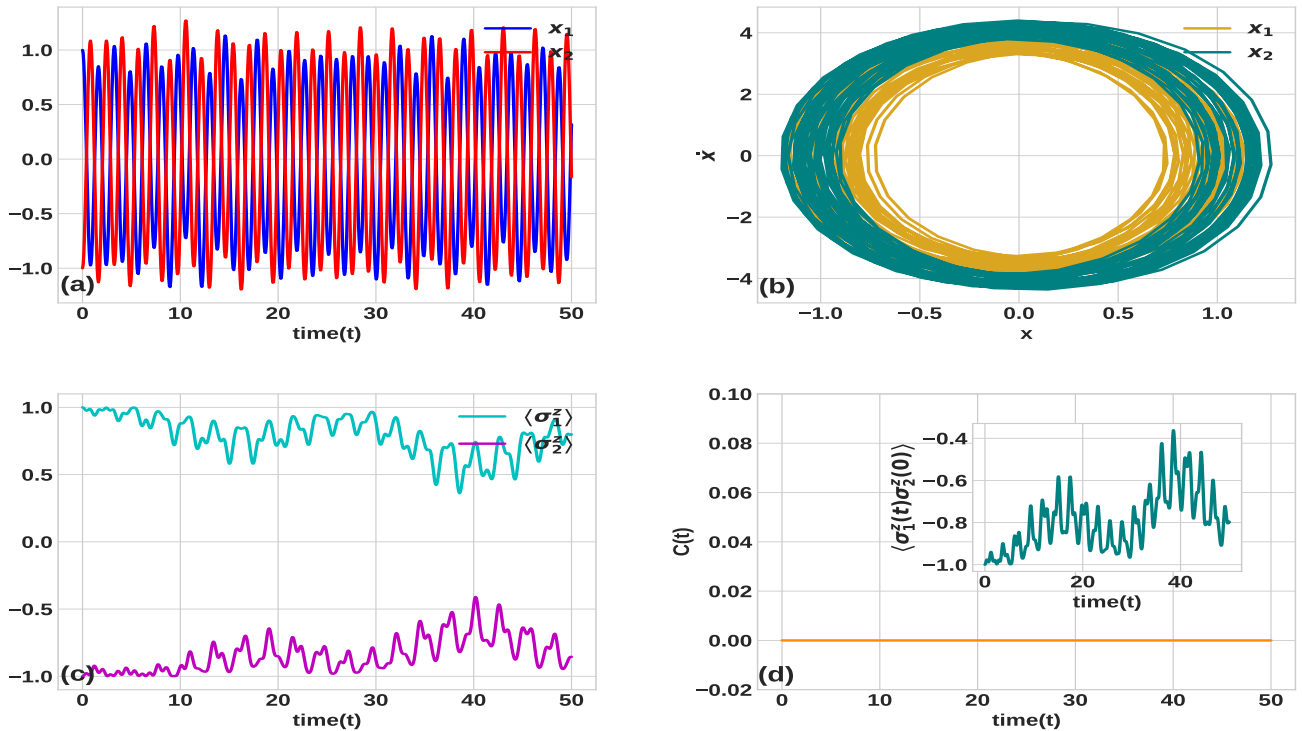 1.0
0.5
0.0
−0.5
−1.0
(a)
x₁
x₂
0 10 20 30 40 50
time(t)
4
2
0
−2
−4
ẋ
(b)
x₁
x₂
−1.0 −0.5 0.0 0.5 1.0
x
1.0
0.5
0.0
−0.5
−1.0
(c)
⟨σ₁ᶻ⟩
⟨σ₂ᶻ⟩
0 10 20 30 40 50
time(t)
0.10
0.08
0.06
0.04
0.02
0.00
−0.02
C(t)
(d)
⟨σ₁ᶻ(t)σ₂ᶻ(0)⟩
−0.4
−0.6
−0.8
−1.0
0 20 40
time(t)
0 10 20 30 40 50
time(t)